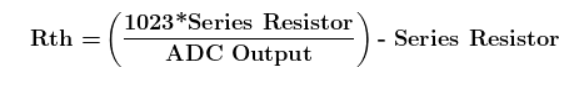 Rth = (1023*Series Resistor / ADC Output) - Series Resistor